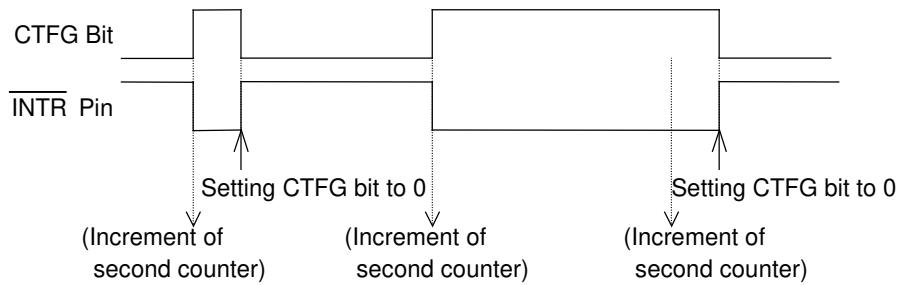 CTFG Bit
INTR Pin
Setting CTFG bit to 0
Setting CTFG bit to 0
(Increment of
second counter)
(Increment of
second counter)
(Increment of
second counter)